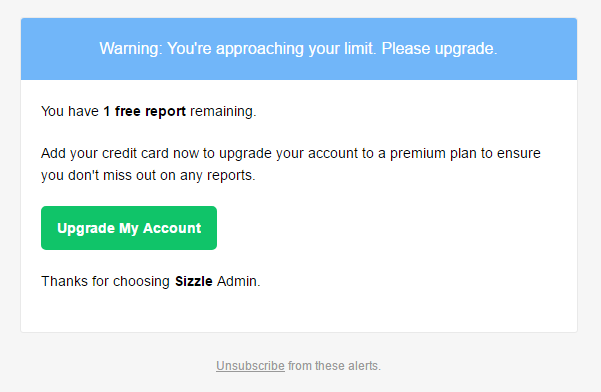 Warning: You're approaching your limit. Please upgrade.
You have 1 free report remaining.
Add your credit card now to upgrade your account to a premium plan to ensure
you don't miss out on any reports.
Upgrade My Account
Thanks for choosing Sizzle Admin.
Unsubscribe from these alerts.